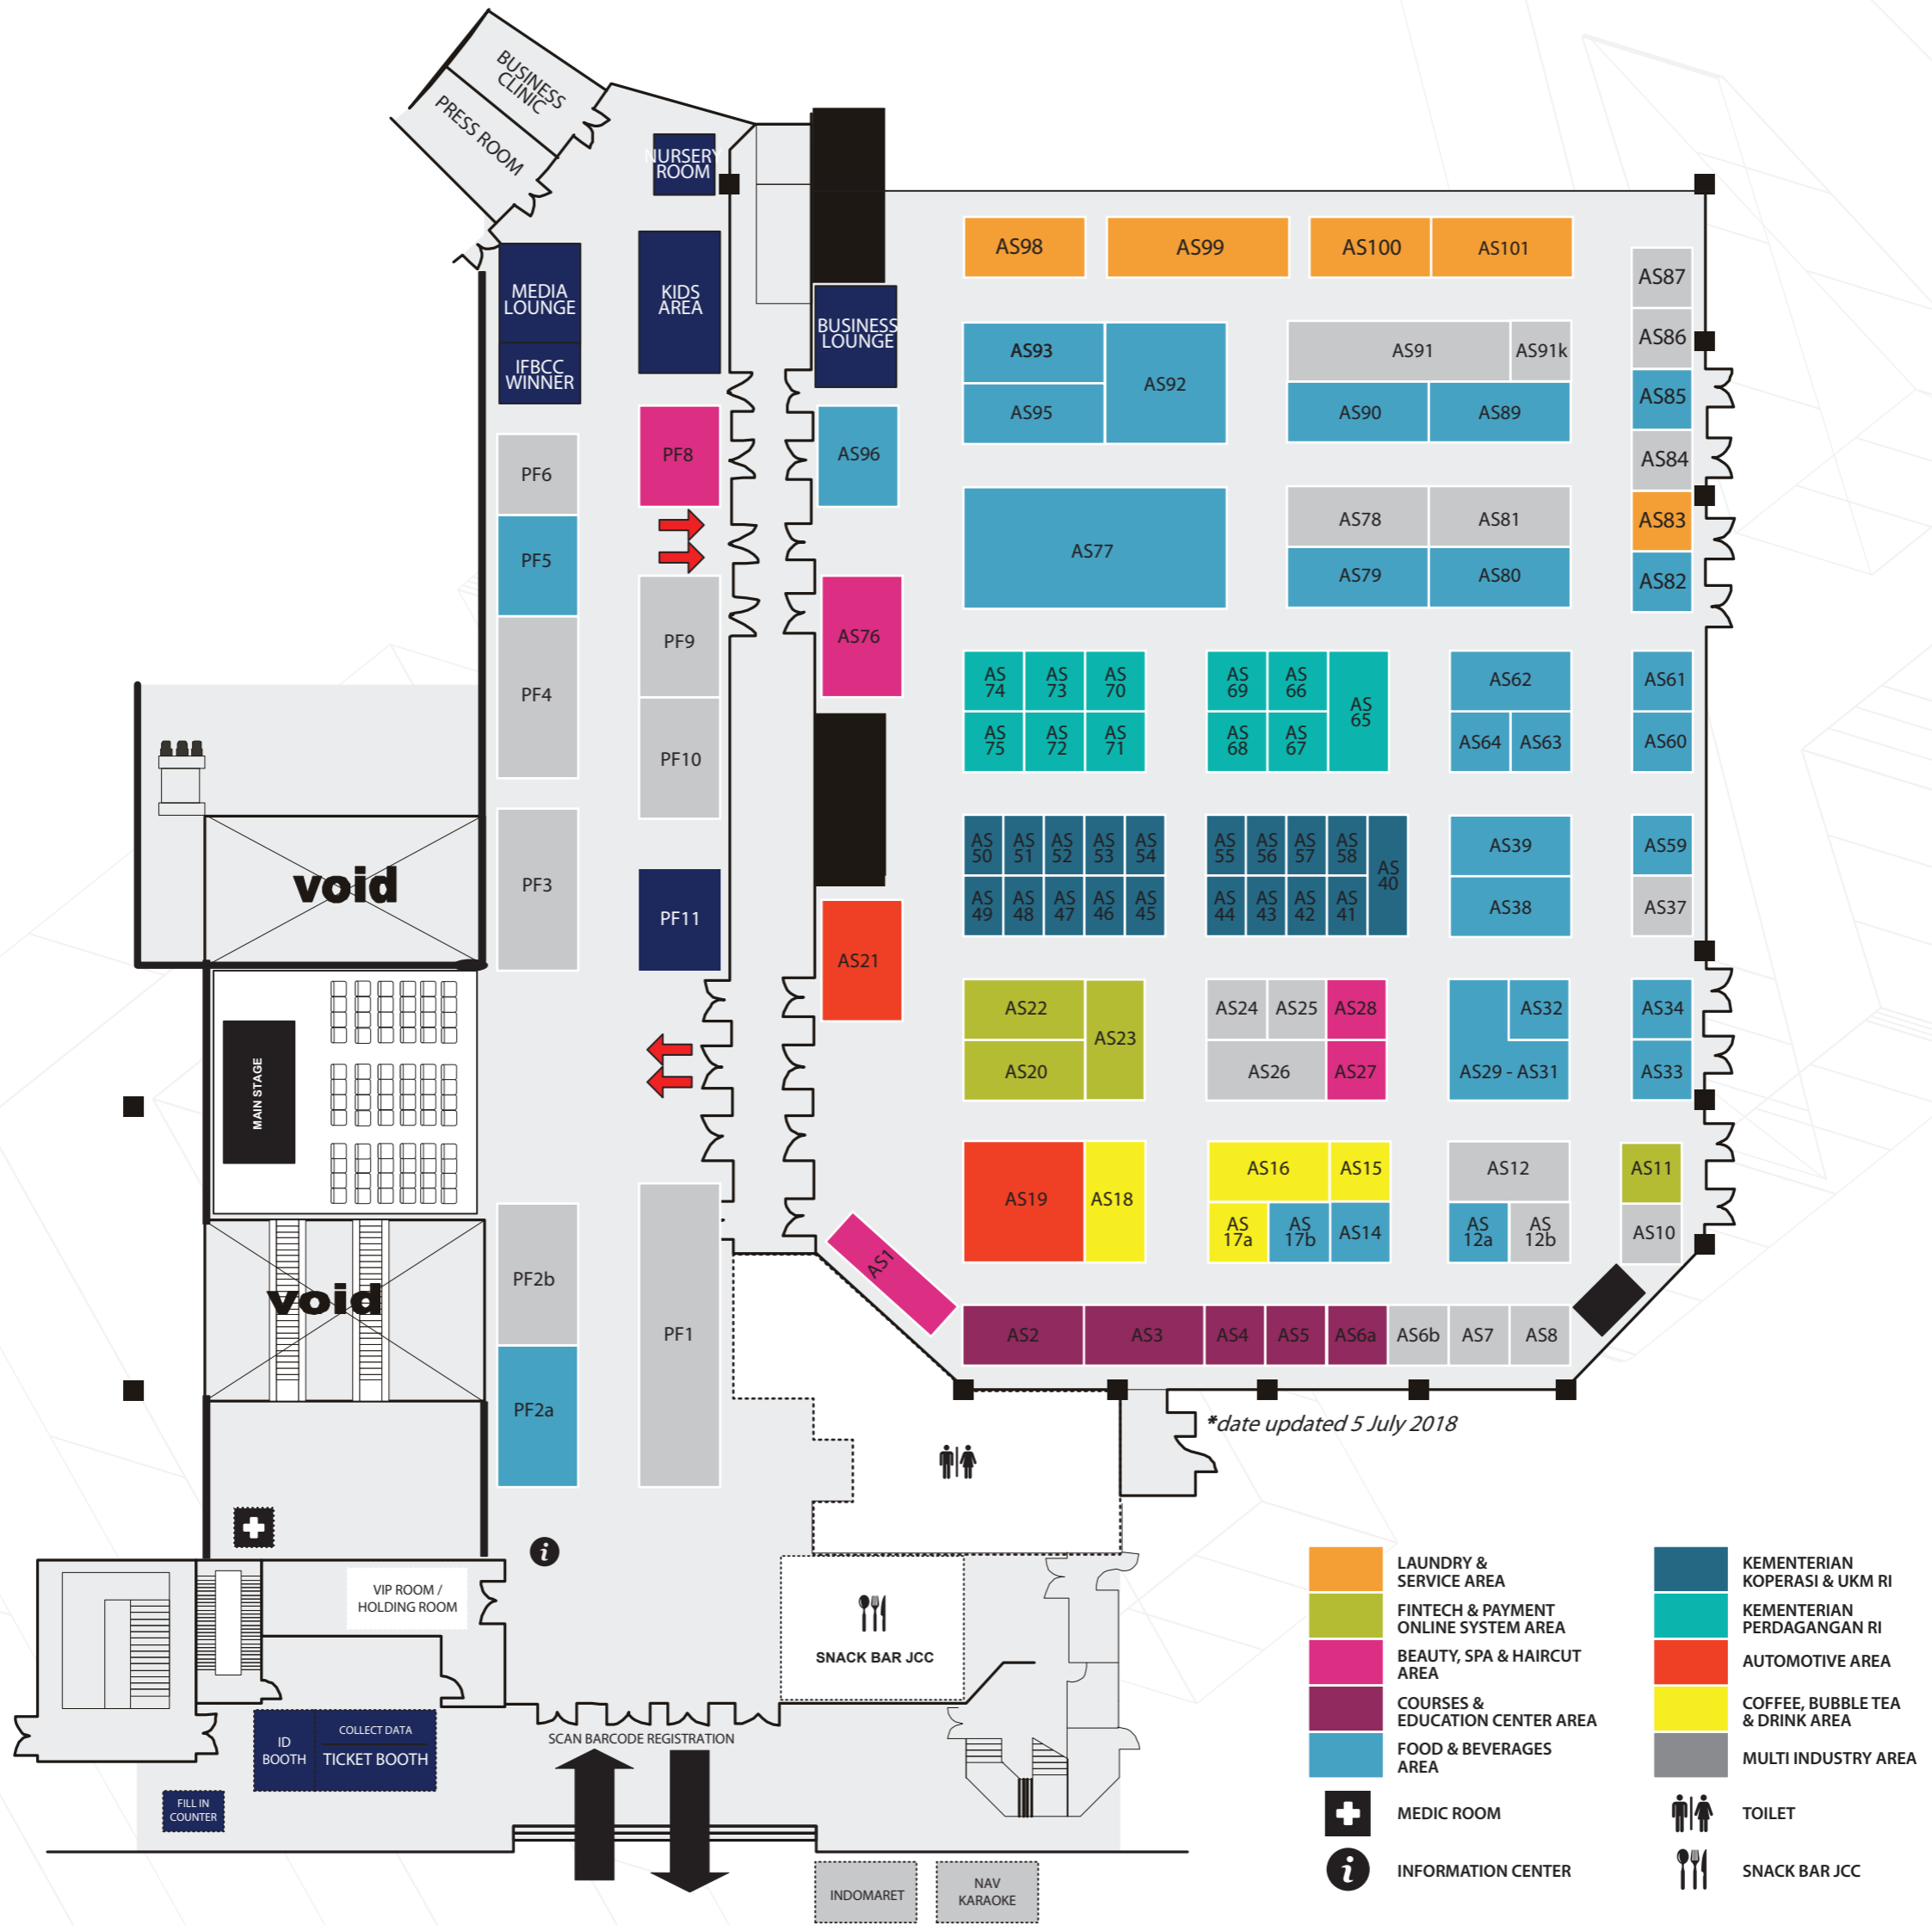 BUSINESS
CLINIC
PRESS ROOM
NURSERY
ROOM
MEDIA
LOUNGE
IFBCC
WINNER
KIDS
AREA
BUSINESS
LOUNGE
PF8
PF6
PF5
PF4
PF3
PF9
PF10
PF11
PF2b
PF2a
PF1
AS96
AS76
AS21
AS1
AS98
AS99
AS100
AS101
AS93
AS95
AS92
AS91
AS91k
AS90
AS89
AS87
AS86
AS85
AS84
AS83
AS82
AS77
AS78
AS81
AS79
AS80
AS
74
AS
73
AS
70
AS
75
AS
72
AS
71
AS
69
AS
66
AS
65
AS
68
AS
67
AS62
AS64
AS63
AS61
AS60
AS
50
AS
51
AS
52
AS
53
AS
54
AS
49
AS
48
AS
47
AS
46
AS
45
AS
55
AS
56
AS
57
AS
58
AS
40
AS
44
AS
43
AS
42
AS
41
AS39
AS38
AS59
AS37
AS22
AS20
AS23
AS24
AS25
AS28
AS26
AS27
AS32
AS29 - AS31
AS34
AS33
AS19
AS18
AS16
AS15
AS
17a
AS
17b
AS14
AS12
AS
12a
AS
12b
AS11
AS10
AS2
AS3
AS4
AS5
AS6a
AS6b
AS7
AS8
*date updated 5 July 2018
void
MAIN STAGE
void
VIP ROOM /
HOLDING ROOM
SNACK BAR JCC
SCAN BARCODE REGISTRATION
ID
BOOTH
COLLECT DATA
TICKET BOOTH
FILL IN
COUNTER
INDOMARET
NAV
KARAOKE
LAUNDRY &
SERVICE AREA
FINTECH & PAYMENT
ONLINE SYSTEM AREA
BEAUTY, SPA & HAIRCUT
AREA
COURSES &
EDUCATION CENTER AREA
FOOD & BEVERAGES
AREA
MEDIC ROOM
i
INFORMATION CENTER
KEMENTERIAN
KOPERASI & UKM RI
KEMENTERIAN
PERDAGANGAN RI
AUTOMOTIVE AREA
COFFEE, BUBBLE TEA
& DRINK AREA
MULTI INDUSTRY AREA
TOILET
SNACK BAR JCC